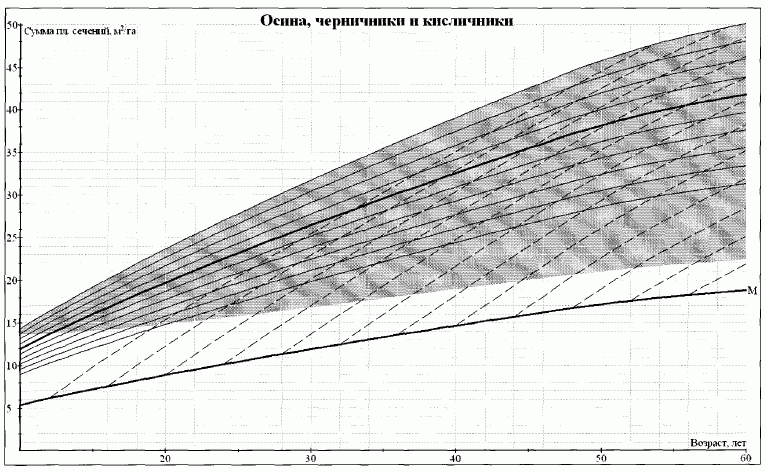 Осина, черничники и кисличники
Сумма пл. сечений, м²/га
50
45
40
35
30
25
20
15
10
5
М
Возраст, лет
20 30 40 50 60